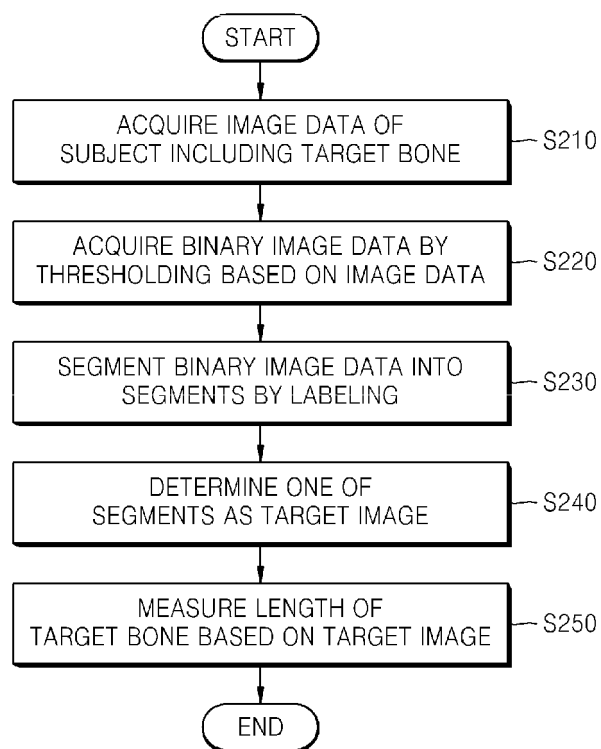 START
ACQUIRE IMAGE DATA OF
SUBJECT INCLUDING TARGET BONE
S210
ACQUIRE BINARY IMAGE DATA BY
THRESHOLDING BASED ON IMAGE DATA
S220
SEGMENT BINARY IMAGE DATA INTO
SEGMENTS BY LABELING
S230
DETERMINE ONE OF
SEGMENTS AS TARGET IMAGE
S240
MEASURE LENGTH OF
TARGET BONE BASED ON TARGET IMAGE
S250
END